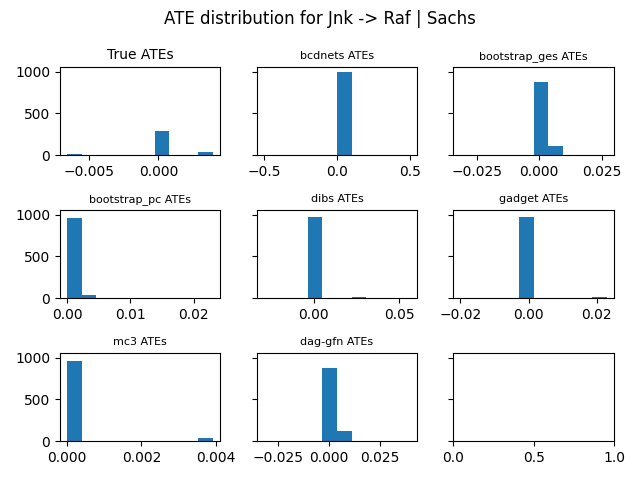 ATE distribution for Jnk -> Raf | Sachs
True ATEs
bcdnets ATEs
bootstrap_ges ATEs
1000
500
0
−0.005 0.000
−0.5 0.0 0.5
−0.025 0.000 0.025
bootstrap_pc ATEs
dibs ATEs
gadget ATEs
1000
500
0
0.00 0.01 0.02
0.00 0.05
−0.02 0.00 0.02
mc3 ATEs
dag-gfn ATEs
1000
500
0
0.000 0.002 0.004
−0.025 0.000 0.025
0.0 0.5 1.0